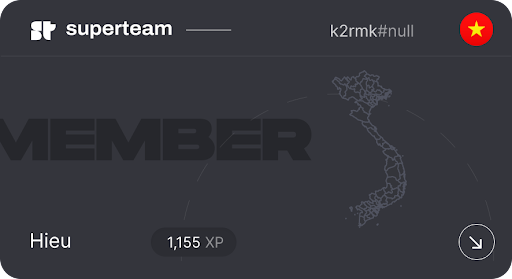 superteam
k2rmk#null
MEMBER
Hieu
1,155 XP